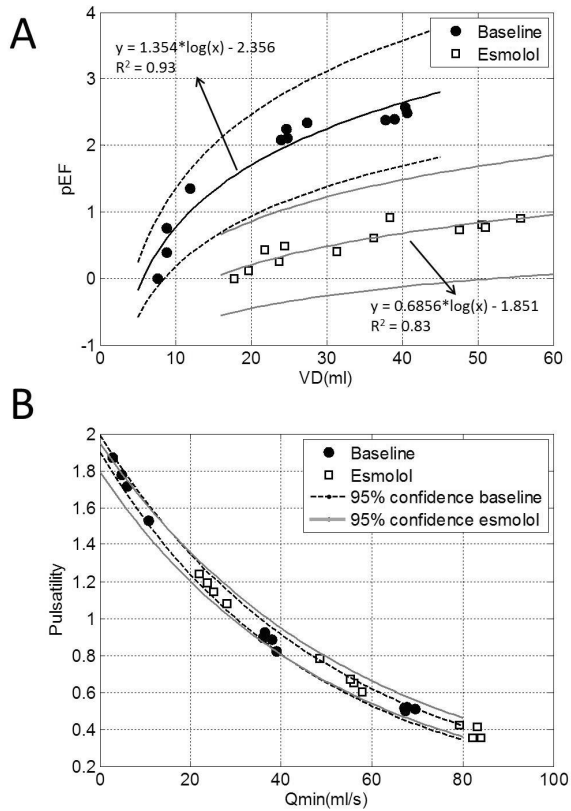 A
y = 1.354*log(x) - 2.356
R² = 0.93
Baseline
Esmolol
4
3
2
1
0
-1
pEF
y = 0.6856*log(x) - 1.851
R² = 0.83
0 10 20 30 40 50 60
VD(ml)
B
2
1.8
1.6
1.4
1.2
1
0.8
0.6
0.4
0.2
0
Pulsatility
Baseline
Esmolol
95% confidence baseline
95% confidence esmolol
0 20 40 60 80 100
Qmin(ml/s)